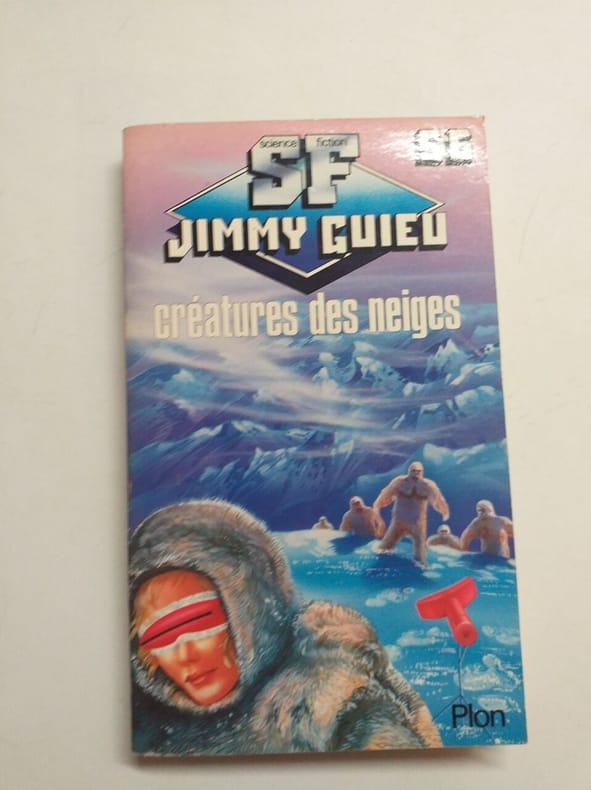 science fiction
SF
JIMMY GUIEU
créatures des neiges
Plon